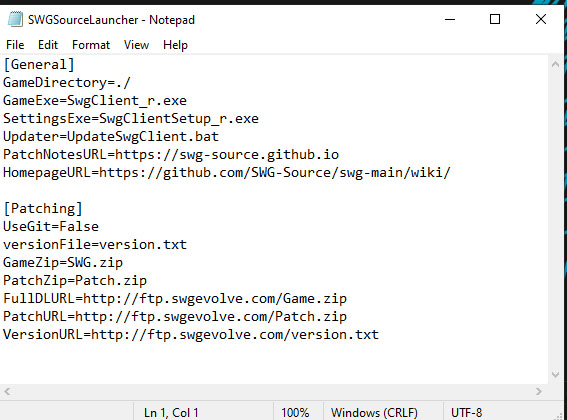 SWGSourceLauncher - Notepad
File Edit Format View Help
[General]
GameDirectory=./
GameExe=SwgClient_r.exe
SettingsExe=SwgClientSetup_r.exe
Updater=UpdateSwgClient.bat
PatchNotesURL=https://swg-source.github.io
HomepageURL=https://github.com/SWG-Source/swg-main/wiki/

[Patching]
UseGit=False
versionFile=version.txt
GameZip=SWG.zip
PatchZip=Patch.zip
FullDLURL=http://ftp.swgevolve.com/Game.zip
PatchURL=http://ftp.swgevolve.com/Patch.zip
VersionURL=http://ftp.swgevolve.com/version.txt
Ln 1, Col 1 100% Windows (CRLF) UTF-8